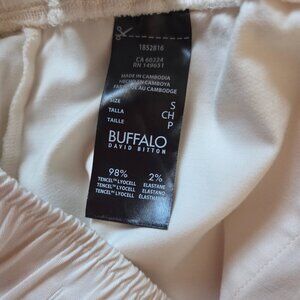 1852816
CA 60224
RN 149651
MADE IN CAMBODIA
HECHO EN CAMBOYA
FABRIQUÉ AU CAMBODGE
SIZE S
TALLA CH
TAILLE P
BUFFALO
DAVID BITTON
98% 2%
TENCEL™ LYOCELL ELASTANE
TENCEL™ LYOCELL ELASTANO
TENCEL™ LYOCELL ÉLASTHANNE